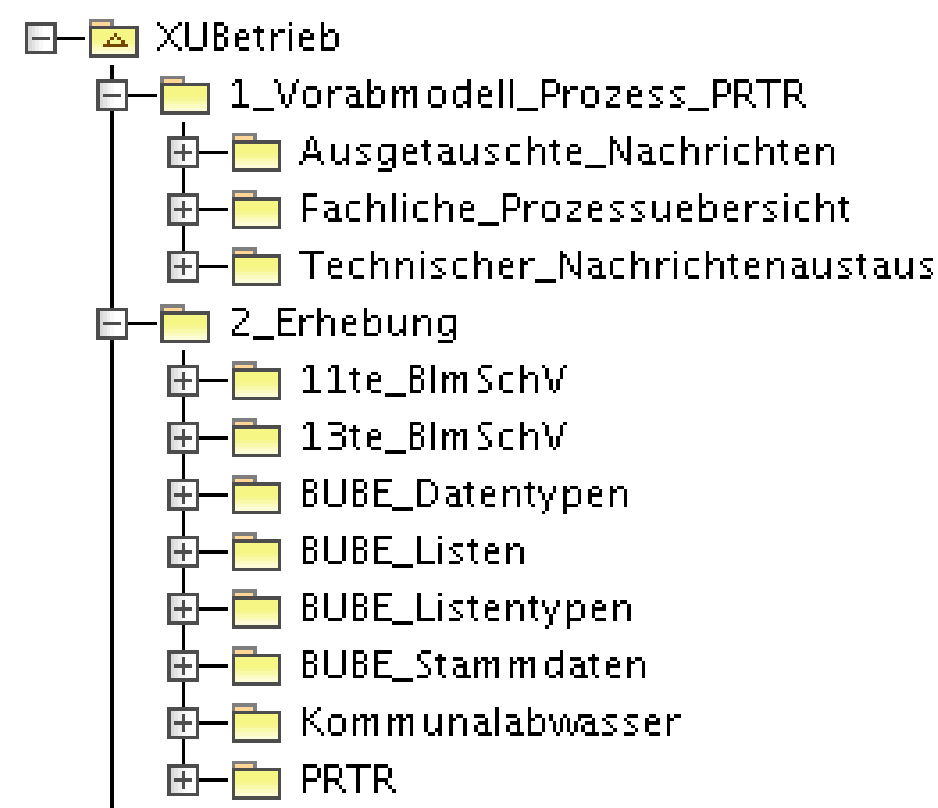 XUBetrieb
1_Vorabmodell_Prozess_PRTR
Ausgetauschte_Nachrichten
Fachliche_Prozessuebersicht
Technischer_Nachrichtenaustaus
2_Erhebung
11te_BImSchV
13te_BImSchV
BUBE_Datentypen
BUBE_Listen
BUBE_Listentypen
BUBE_Stammdaten
Kommunalabwasser
PRTR